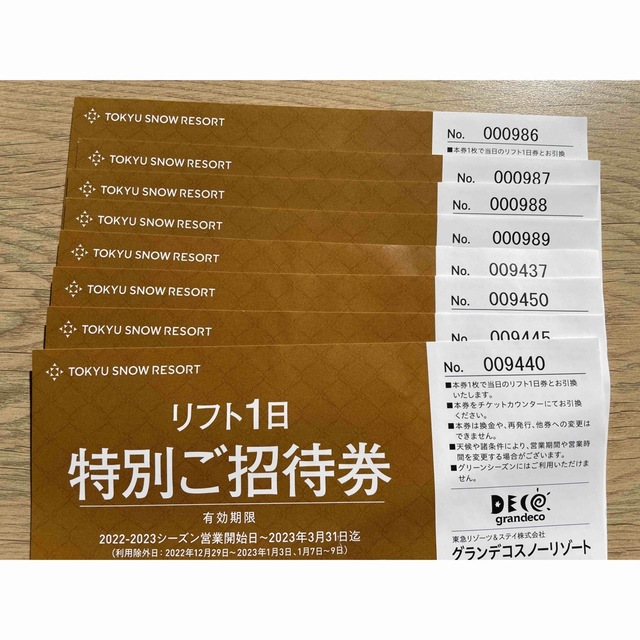 TOKYU SNOW RESORT
No. 000986
■本券1枚で当日のリフト1日券とお引換
TOKYU SNOW RESORT
No. 000987
TOKYU SNOW RESORT
No. 000988
TOKYU SNOW RESORT
No. 000989
TOKYU SNOW RESORT
No. 009437
TOKYU SNOW RESORT
No. 009450
TOKYU SNOW RESORT
No. 009445
TOKYU SNOW RESORT
リフト1日
特別ご招待券
有効期限
2022-2023シーズン営業開始日~2023年3月31日迄
(利用除外日:2022年12月29日~2023年1月3日、1月7日~9日)
No. 009440
■本券1枚で当日のリフト1日券とお引換
いたします。
■本券をチケットカウンターにてお引換
ください。
■本券は換金や、再発行、他券への変更は
できません。
■天候や諸条件により、営業期間や営業時
間を変更する場合がございます。
■グリーンシーズンにはご利用いただけま
せん。
DECO
grandeco
東急リゾーツ&ステイ株式会社
グランデコスノーリゾート